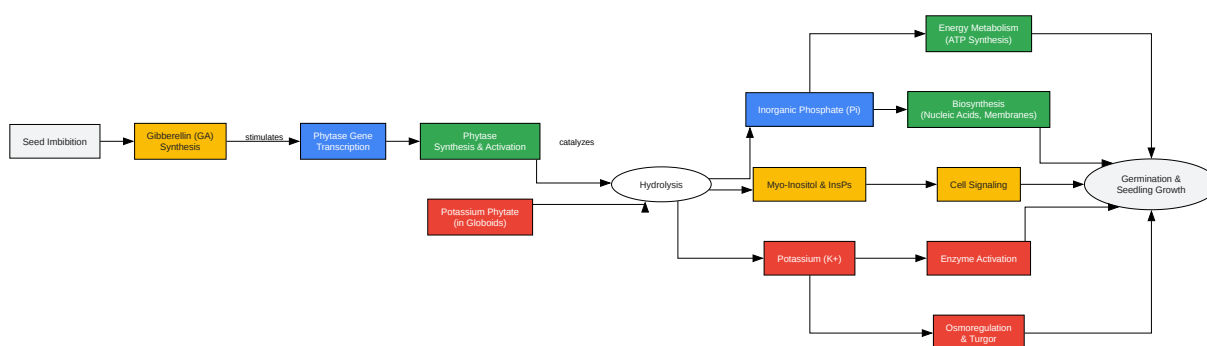 Seed Imbibition
Gibberellin (GA)
Synthesis
stimulates
Phytase Gene
Transcription
Phytase
Synthesis & Activation
catalyzes
Potassium Phytate
(in Globoids)
Hydrolysis
Inorganic Phosphate (Pi)
Energy Metabolism
(ATP Synthesis)
Biosynthesis
(Nucleic Acids, Membranes)
Myo-Inositol & InsPs
Cell Signaling
Potassium (K+)
Enzyme Activation
Osmoregulation
& Turgor
Germination &
Seedling Growth